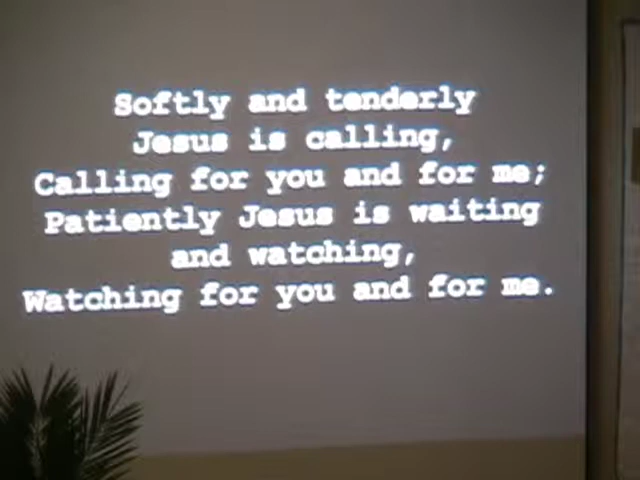 Softly and tenderly
Jesus is calling,
Calling for you and for me;
Patiently Jesus is waiting
and watching,
Watching for you and for me.